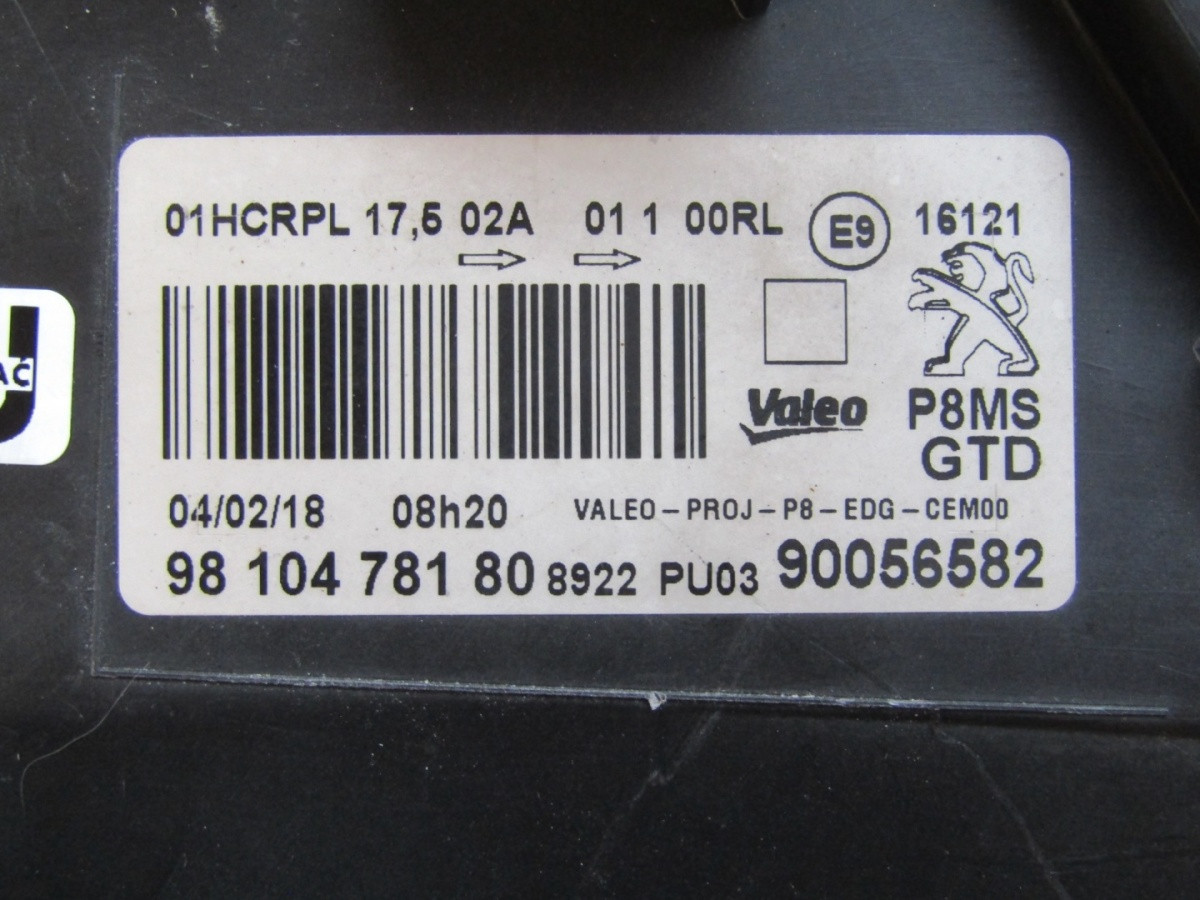 01HCRPL 17,5 02A 01 1 00RL E9 16121
AĆ
Valeo P8MS
GTD
04/02/18 08h20 VALEO-PROJ-P8-EDG-CEM00
98 104 781 80 8922 PU03 90056582